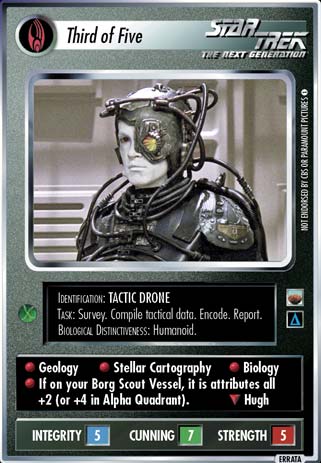 Third of Five
STAR TREK
THE NEXT GENERATION
NOT ENDORSED BY CBS OR PARAMOUNT PICTURES
IDENTIFICATION: TACTIC DRONE
TASK: Survey. Compile tactical data. Encode. Report.
BIOLOGICAL DISTINCTIVENESS: Humanoid.
Geology Stellar Cartography Biology
If on your Borg Scout Vessel, it is attributes all
+2 (or +4 in Alpha Quadrant). Hugh
INTEGRITY 5 CUNNING 7 STRENGTH 5
ERRATA